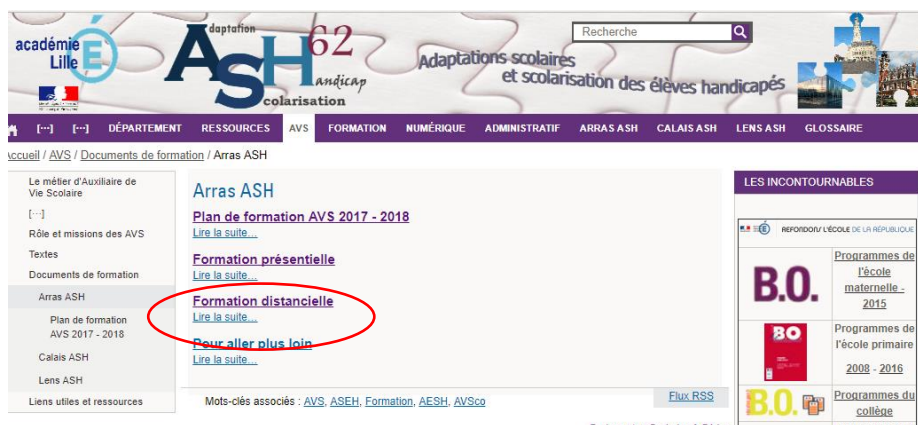 académie
Lille
Adaptation
ASH 62
Handicap
Scolarisation
Adaptations scolaires
et scolarisation des élèves handicapés
Recherche
[···] [···] DÉPARTEMENT RESSOURCES AVS FORMATION NUMÉRIQUE ADMINISTRATIF ARRAS ASH CALAIS ASH LENS ASH GLOSSAIRE
Accueil / AVS / Documents de formation / Arras ASH
Le métier d'Auxiliaire de
Vie Scolaire
[···]
Rôle et missions des AVS
Textes
Documents de formation
Arras ASH
Plan de formation
AVS 2017 - 2018
Calais ASH
Lens ASH
Liens utiles et ressources
Arras ASH
Plan de formation AVS 2017 - 2018
Lire la suite...
Formation présentielle
Lire la suite...
Formation distancielle
Lire la suite...
Pour aller plus loin
Lire la suite...
Mots-clés associés : AVS, ASEH, Formation, AESH, AVSco
Flux RSS
LES INCONTOURNABLES
REFONDONS L'ÉCOLE DE LA RÉPUBLIQUE
B.O.
Programmes de
l'école
maternelle -
2015
BO
Programmes de
l'école primaire
2008 - 2016
B.O.
Programmes du
collège